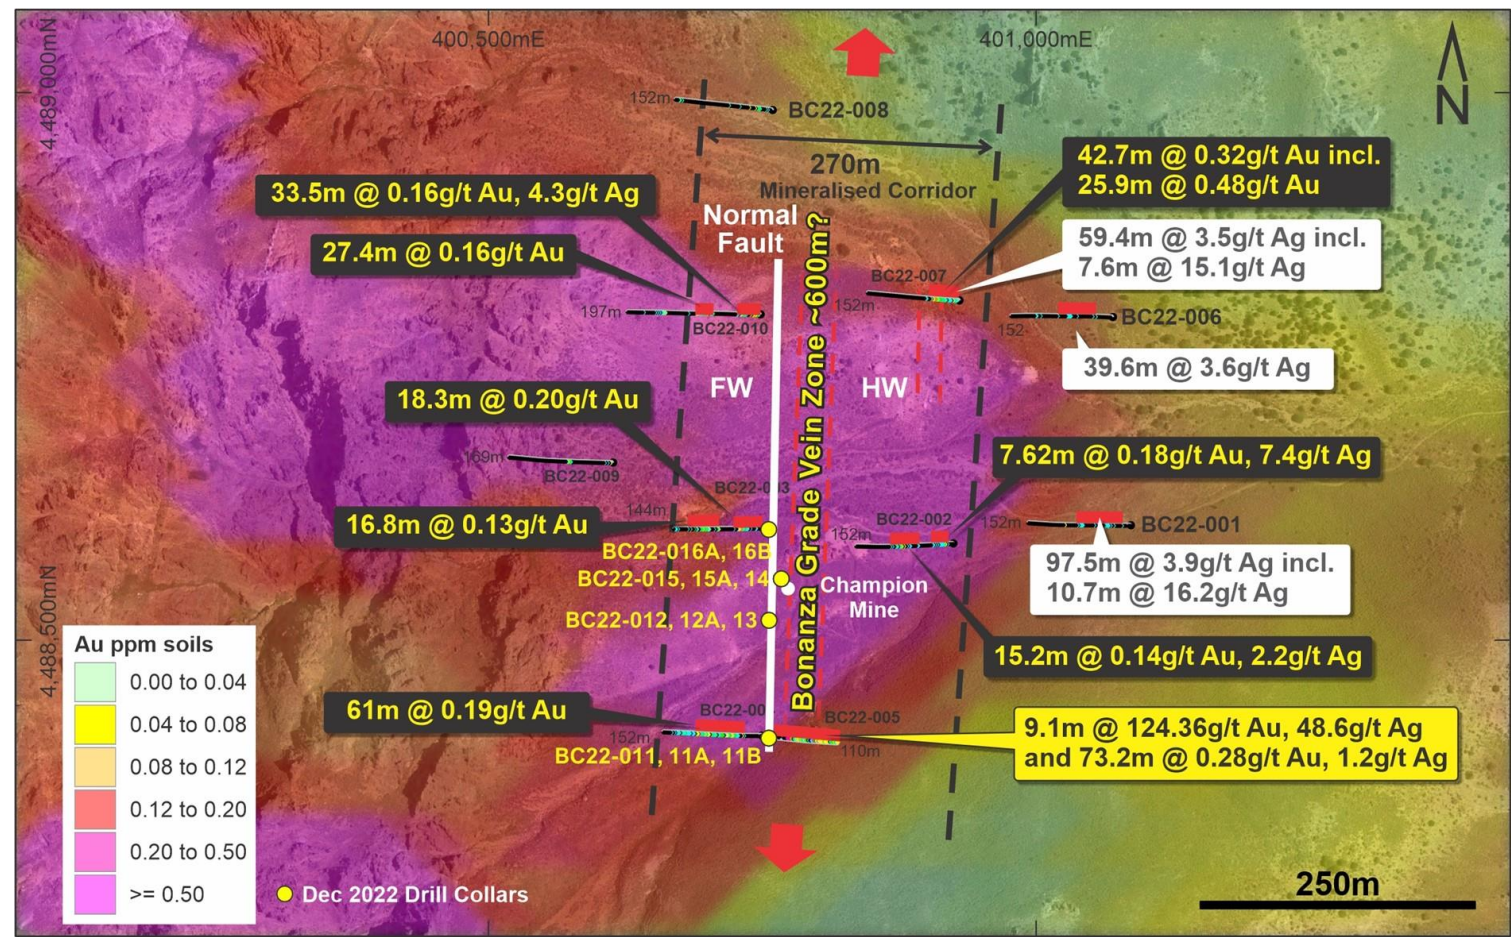 400,500mE
401,000mE
4,489,000mN
N
152m
BC22-008
270m
Mineralised Corridor
42.7m @ 0.32g/t Au incl.
25.9m @ 0.48g/t Au
33.5m @ 0.16g/t Au, 4.3g/t Ag
Normal
Fault
59.4m @ 3.5g/t Ag incl.
7.6m @ 15.1g/t Ag
27.4m @ 0.16g/t Au
BC22-007
152m
197m
BC22-010
BC22-006
152-
39.6m @ 3.6g/t Ag
FW
HW
Bonanza Grade Vein Zone ~600m?
18.3m @ 0.20g/t Au
7.62m @ 0.18g/t Au, 7.4g/t Ag
169m
BC22-009
144m
16.8m @ 0.13g/t Au
BC22-002
152m
152m
BC22-001
BC22-016A, 16B
BC22-015, 15A, 14
BC22-012, 12A, 13
Champion
Mine
97.5m @ 3.9g/t Ag incl.
10.7m @ 16.2g/t Ag
4,488,500mN
15.2m @ 0.14g/t Au, 2.2g/t Ag
61m @ 0.19g/t Au
BC22-00
BC22-005
152m
110m
BC22-011, 11A, 11B
9.1m @ 124.36g/t Au, 48.6g/t Ag
and 73.2m @ 0.28g/t Au, 1.2g/t Ag
Au ppm soils
0.00 to 0.04
0.04 to 0.08
0.08 to 0.12
0.12 to 0.20
0.20 to 0.50
>= 0.50
Dec 2022 Drill Collars
250m